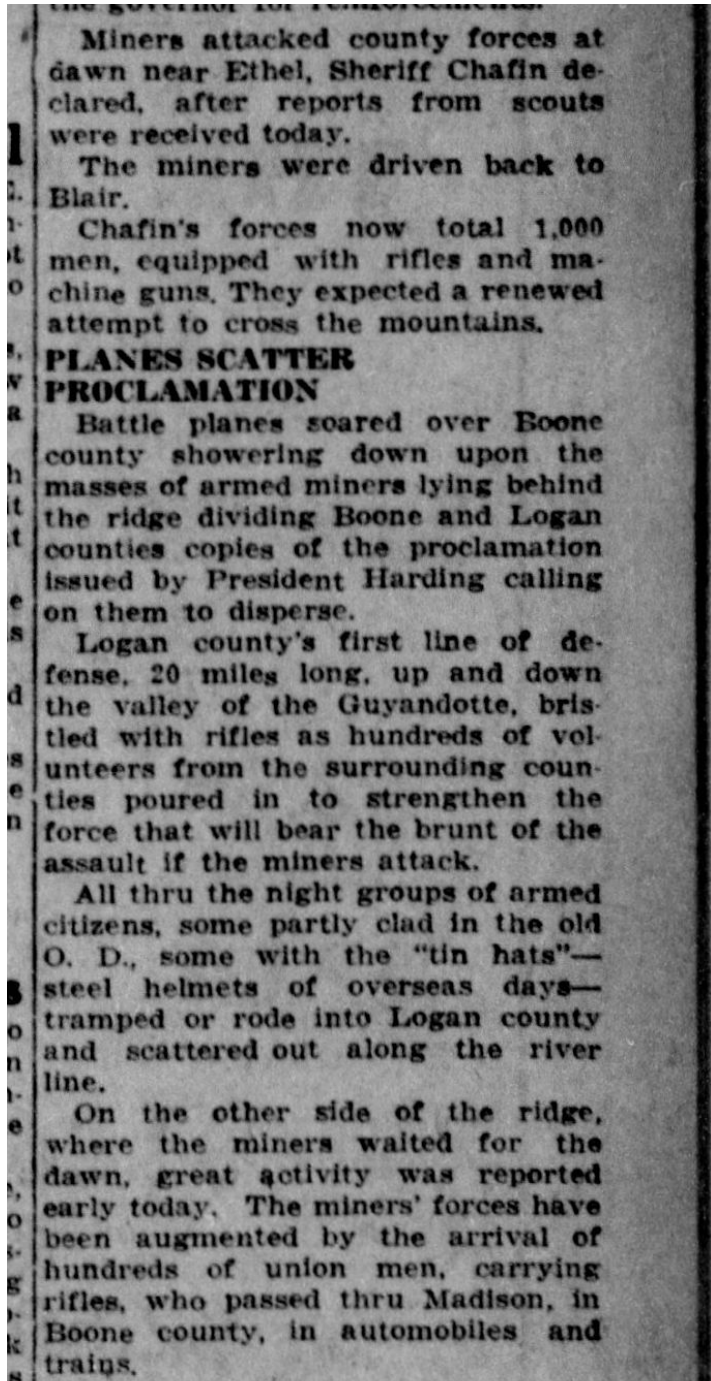 the governor for reinforcements.
Miners attacked county forces at
dawn near Ethel, Sheriff Chafin de-
clared, after reports from scouts
were received today.
The miners were driven back to
Blair.
Chafin's forces now total 1,000
men, equipped with rifles and ma-
chine guns. They expected a renewed
attempt to cross the mountains.
PLANES SCATTER
PROCLAMATION
Battle planes soared over Boone
county showering down upon the
masses of armed miners lying behind
the ridge dividing Boone and Logan
counties copies of the proclamation
issued by President Harding calling
on them to disperse.
Logan county's first line of de-
fense, 20 miles long, up and down
the valley of the Guyandotte, bris-
tled with rifles as hundreds of vol-
unteers from the surrounding coun-
ties poured in to strengthen the
force that will bear the brunt of the
assault if the miners attack.
All thru the night groups of armed
citizens, some partly clad in the old
O. D., some with the "tin hats"—
steel helmets of overseas days—
tramped or rode into Logan county
and scattered out along the river
line.
On the other side of the ridge,
where the miners waited for the
dawn, great activity was reported
early today. The miners' forces have
been augmented by the arrival of
hundreds of union men, carrying
rifles, who passed thru Madison, in
Boone county, in automobiles and
trains.